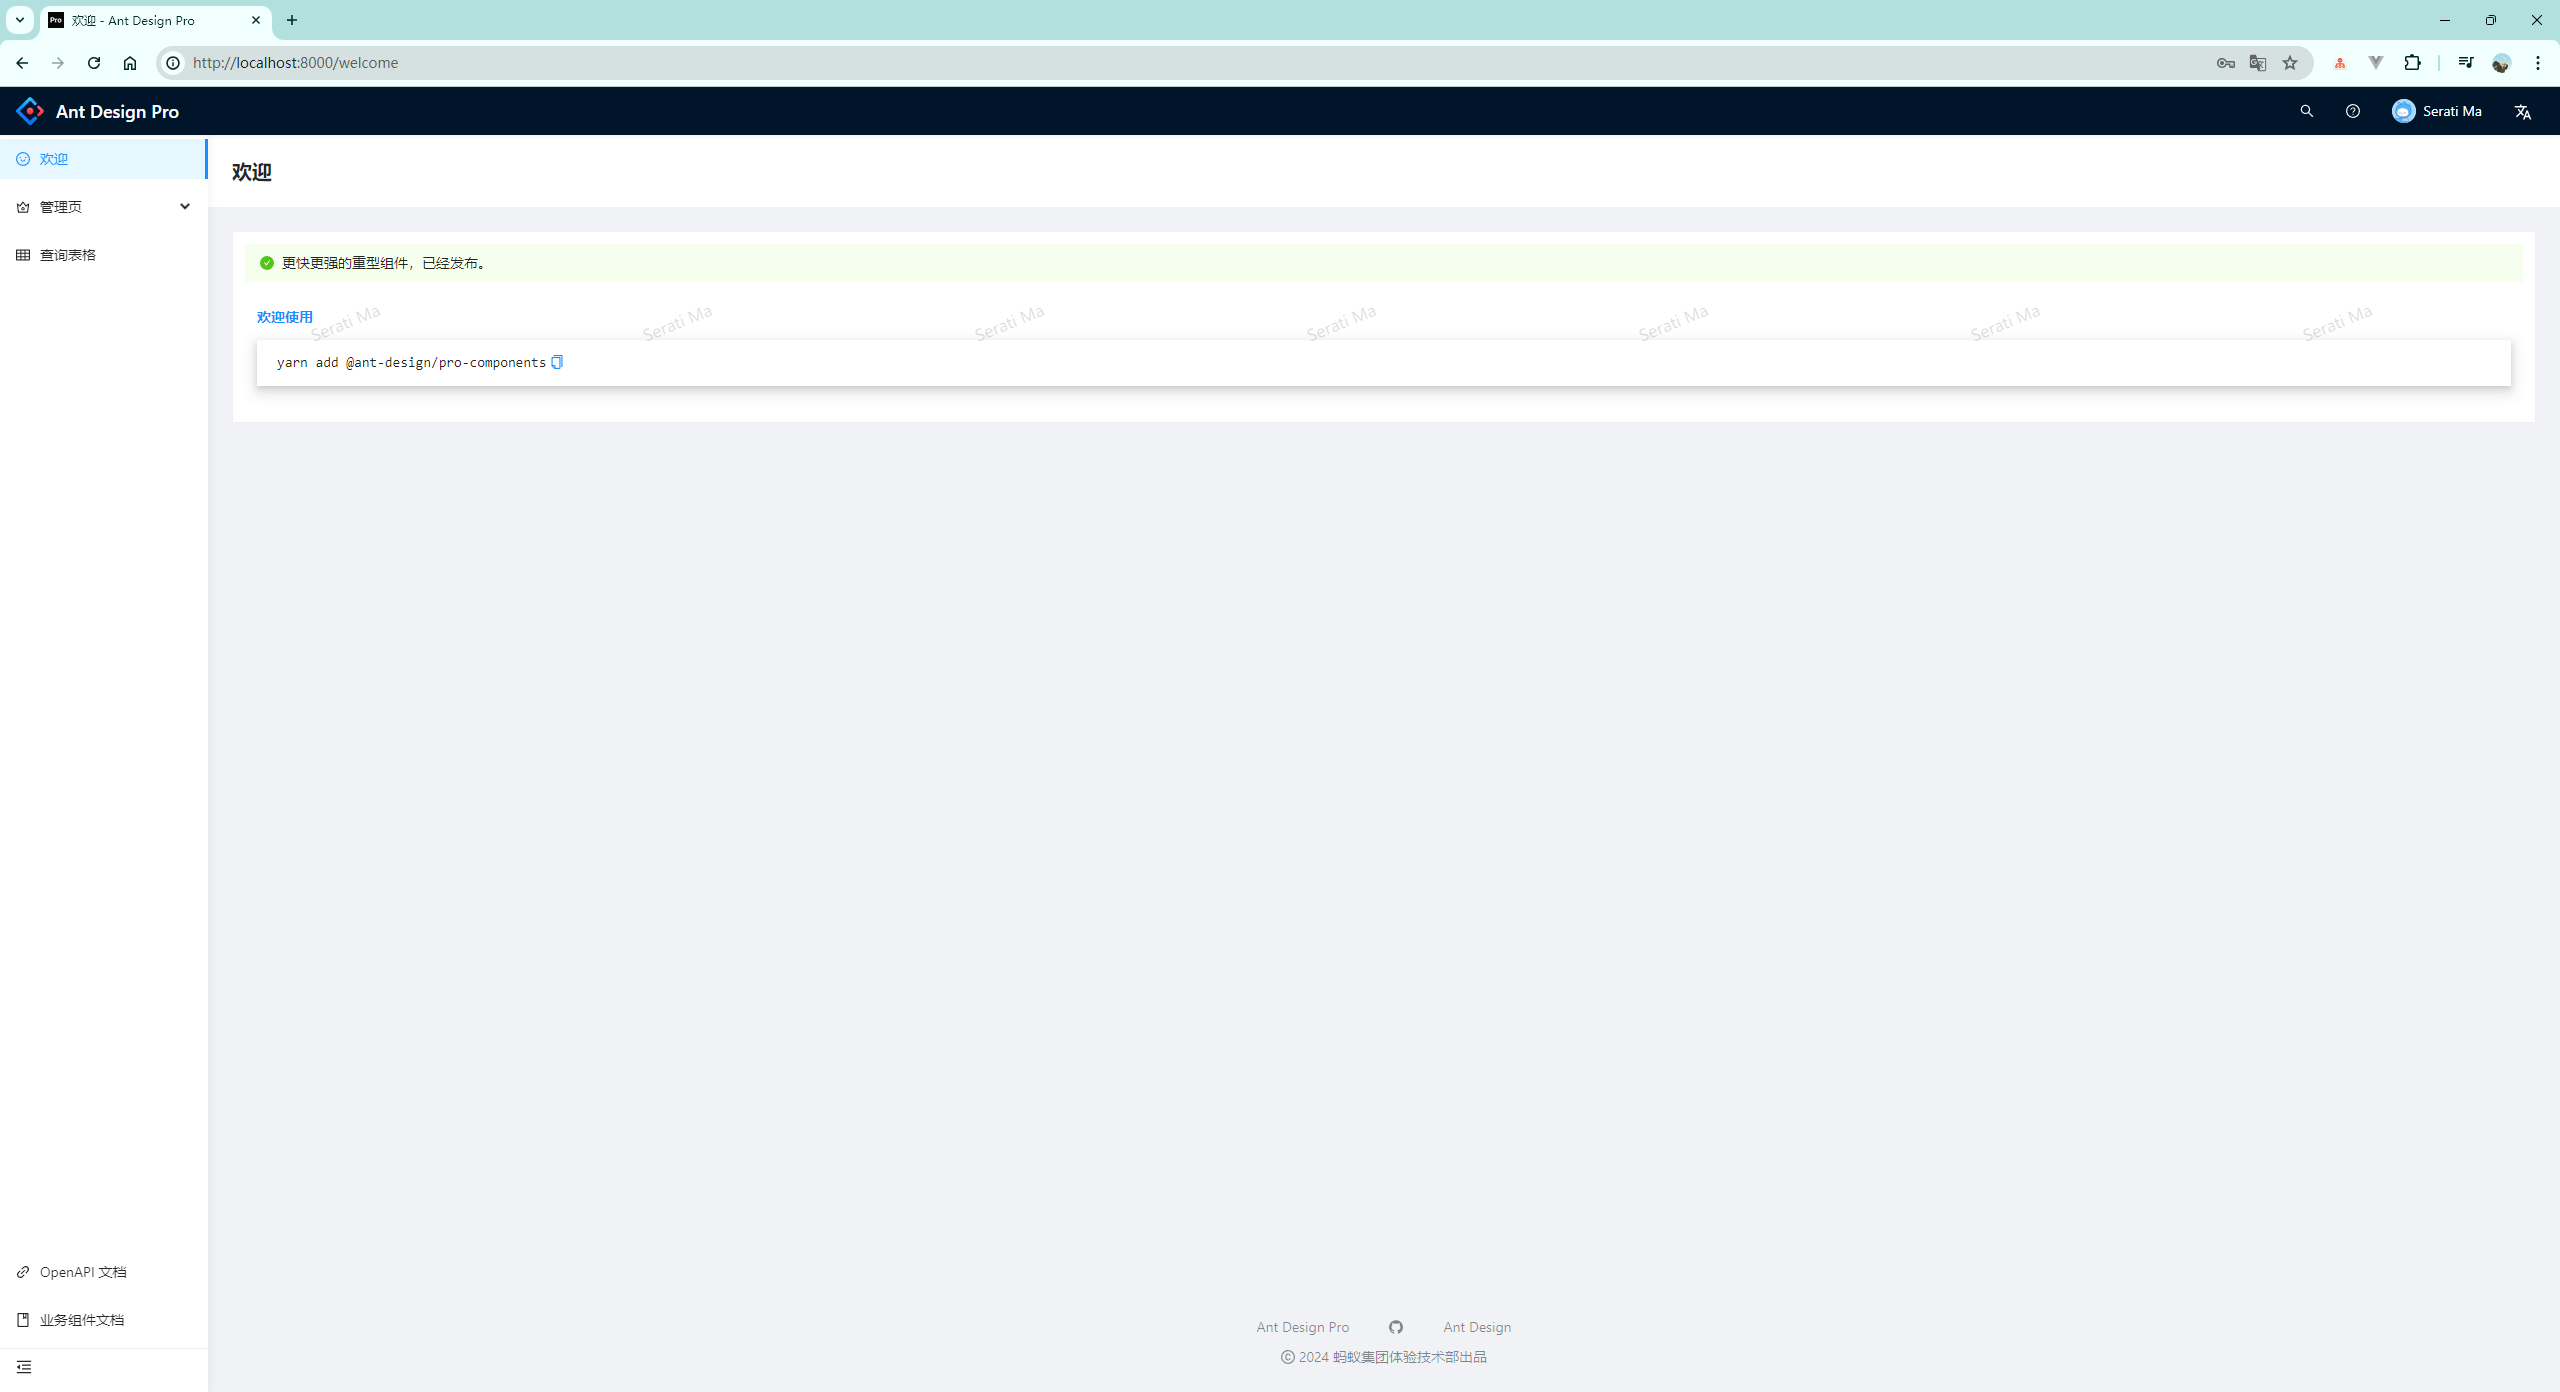 欢迎 - Ant Design Pro
http://localhost:8000/welcome
Ant Design Pro
Serati Ma
欢迎
管理页
查询表格
欢迎
更快更强的重型组件，已经发布。
欢迎使用
Serati Ma Serati Ma Serati Ma Serati Ma Serati Ma Serati Ma Serati Ma
yarn add @ant-design/pro-components
OpenAPI 文档
业务组件文档
Ant Design Pro Ant Design
© 2024 蚂蚁集团体验技术部出品